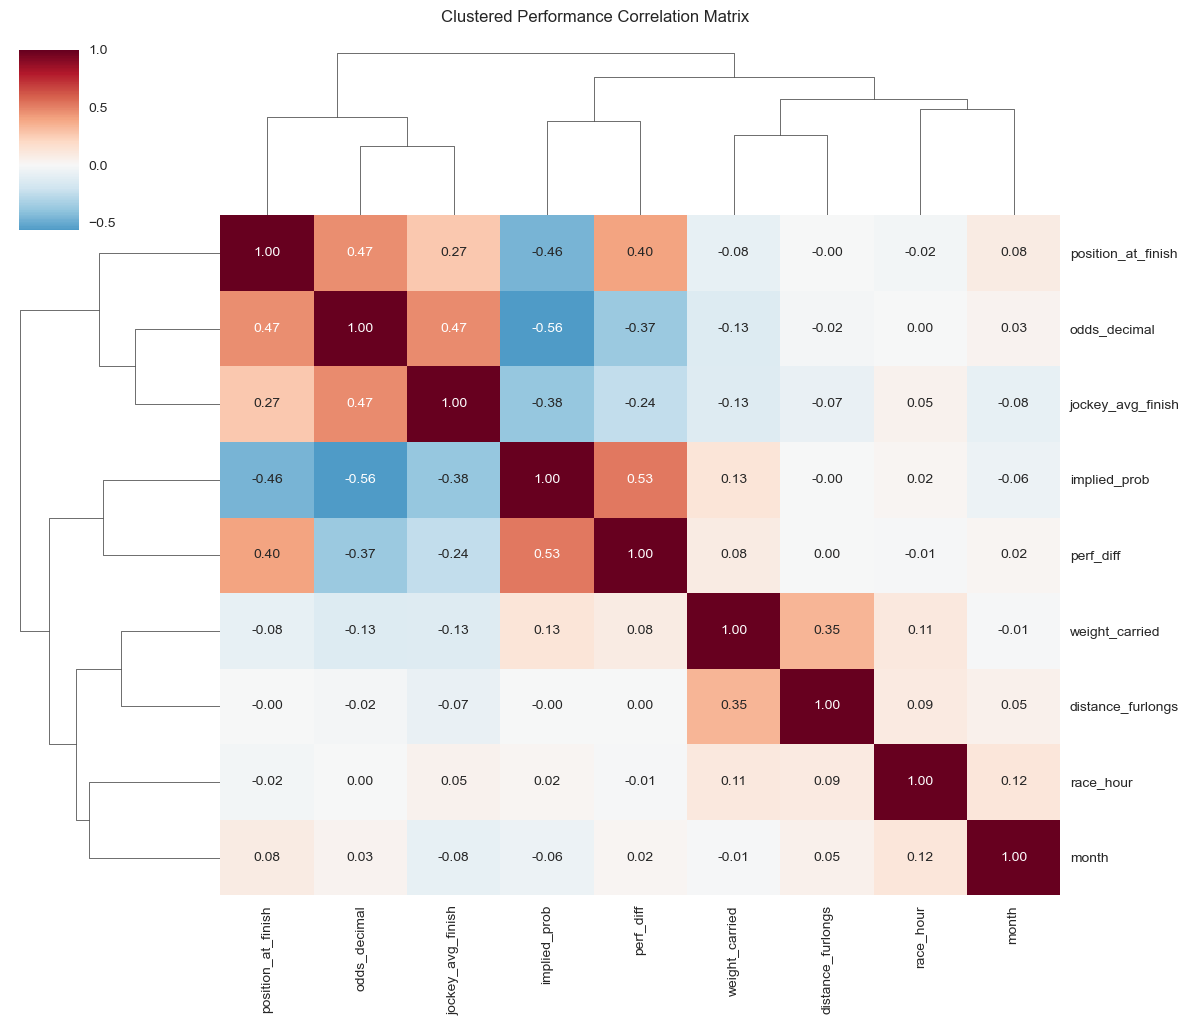 Clustered Performance Correlation Matrix
1.0
0.5
0.0
−0.5
1.00 0.47 0.27 -0.46 0.40 -0.08 -0.00 -0.02 0.08 position_at_finish
0.47 1.00 0.47 -0.56 -0.37 -0.13 -0.02 0.00 0.03 odds_decimal
0.27 0.47 1.00 -0.38 -0.24 -0.13 -0.07 0.05 -0.08 jockey_avg_finish
-0.46 -0.56 -0.38 1.00 0.53 0.13 -0.00 0.02 -0.06 implied_prob
0.40 -0.37 -0.24 0.53 1.00 0.08 0.00 -0.01 0.02 perf_diff
-0.08 -0.13 -0.13 0.13 0.08 1.00 0.35 0.11 -0.01 weight_carried
-0.00 -0.02 -0.07 -0.00 0.00 0.35 1.00 0.09 0.05 distance_furlongs
-0.02 0.00 0.05 0.02 -0.01 0.11 0.09 1.00 0.12 race_hour
0.08 0.03 -0.08 -0.06 0.02 -0.01 0.05 0.12 1.00 month
position_at_finish
odds_decimal
jockey_avg_finish
implied_prob
perf_diff
weight_carried
distance_furlongs
race_hour
month